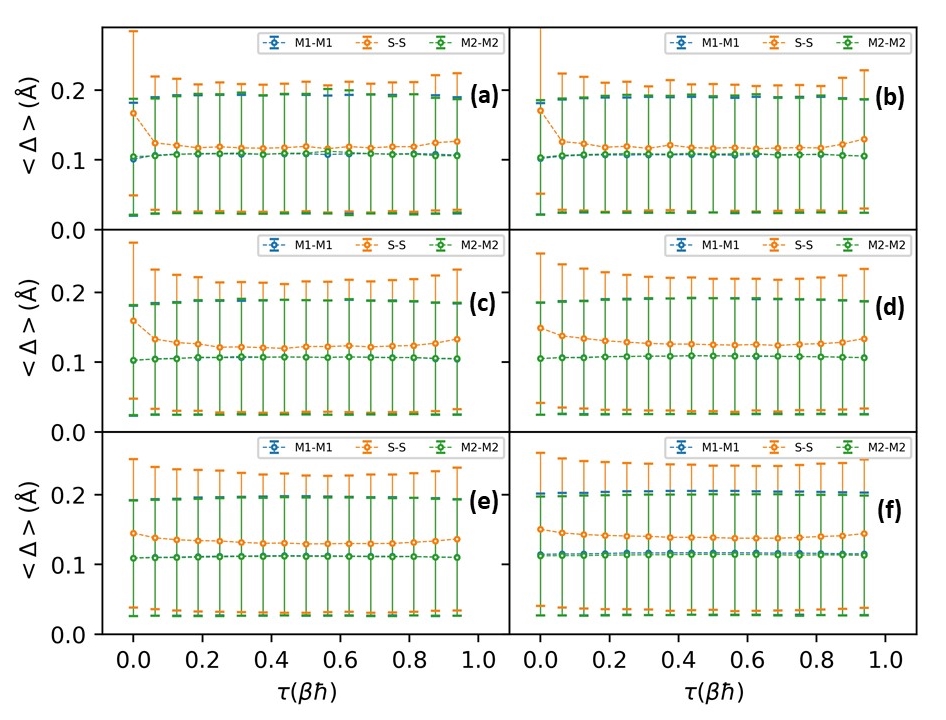 M1-M1 S-S M2-M2 M1-M1 S-S M2-M2
0.2 (a) (b)
< Δ > (Å)
0.1
0.0
M1-M1 S-S M2-M2 M1-M1 S-S M2-M2
0.2 (c) (d)
< Δ > (Å)
0.1
0.0
M1-M1 S-S M2-M2 M1-M1 S-S M2-M2
0.2 (e) (f)
< Δ > (Å)
0.1
0.0
0.0 0.2 0.4 0.6 0.8 1.0 0.0 0.2 0.4 0.6 0.8 1.0
τ(βħ) τ(βħ)